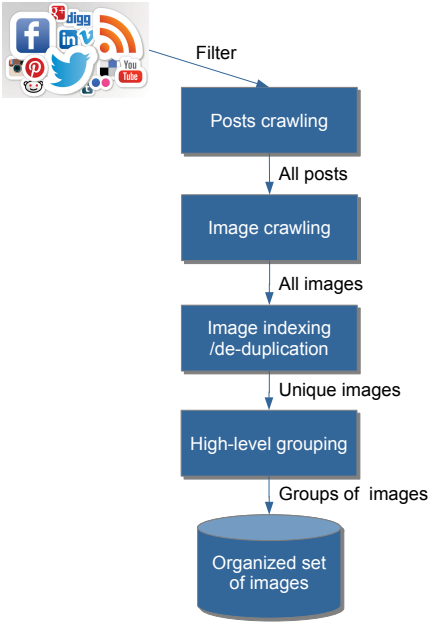 g+
digg
f
in
You
Tube
Filter
Posts crawling
All posts
Image crawling
All images
Image indexing
/de-duplication
Unique images
High-level grouping
Groups of images
Organized set
of images